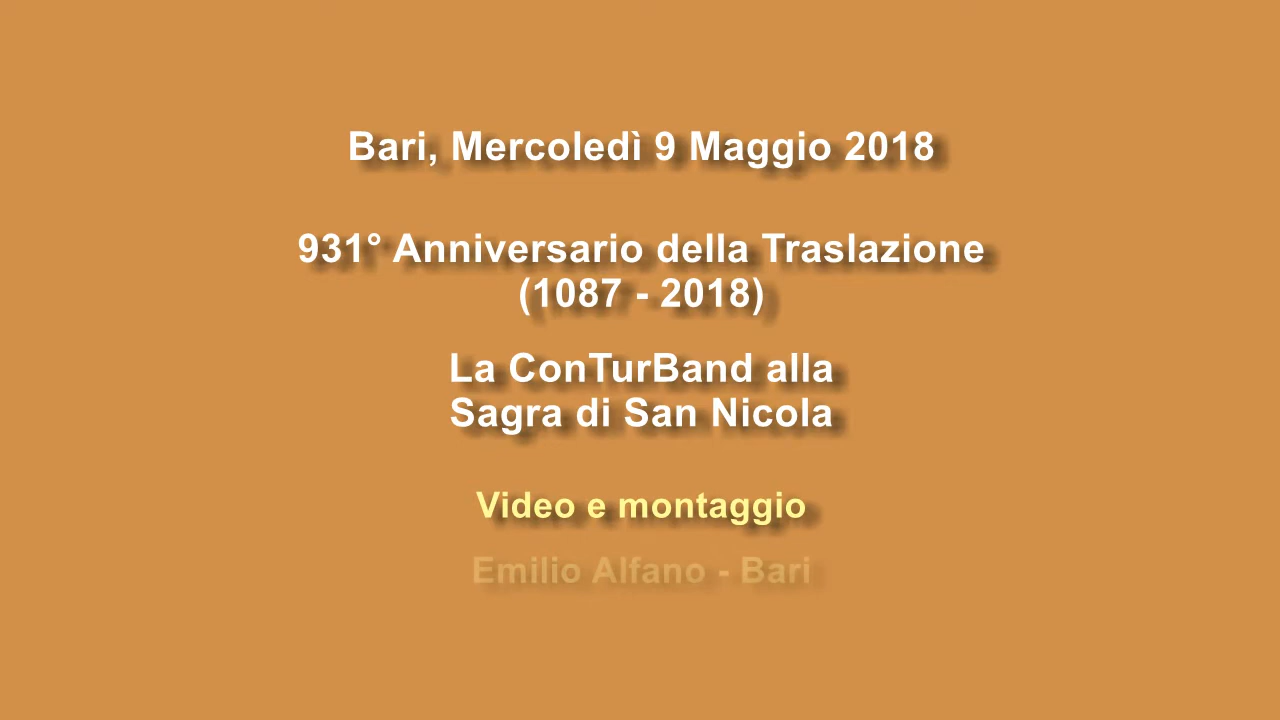 Bari, Mercoledì 9 Maggio 2018
931° Anniversario della Traslazione
(1087 - 2018)
La ConTurBand alla
Sagra di San Nicola
Video e montaggio
Emilio Alfano - Bari